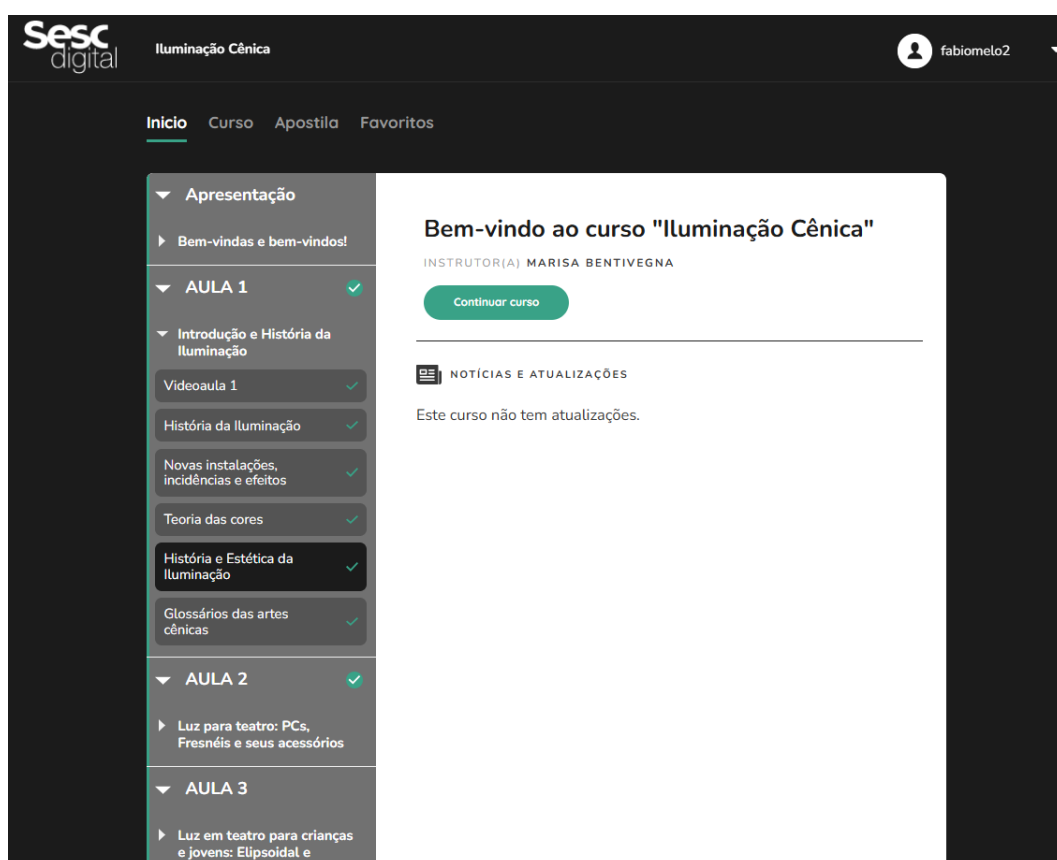 Sesc
digital
Iluminação Cênica
fabiomelo2
Inicio Curso Apostila Favoritos
Apresentação
Bem-vindas e bem-vindos!
AULA 1
Introdução e História da
Iluminação
Videoaula 1
História da Iluminação
Novas instalações,
incidências e efeitos
Teoria das cores
História e Estética da
Iluminação
Glossários das artes
cênicas
AULA 2
Luz para teatro: PCs,
Fresnéis e seus acessórios
AULA 3
Luz em teatro para crianças
e jovens: Elipsoidal e
Bem-vindo ao curso "Iluminação Cênica"
INSTRUTOR(A) MARISA BENTIVEGNA
Continuar curso
NOTÍCIAS E ATUALIZAÇÕES
Este curso não tem atualizações.